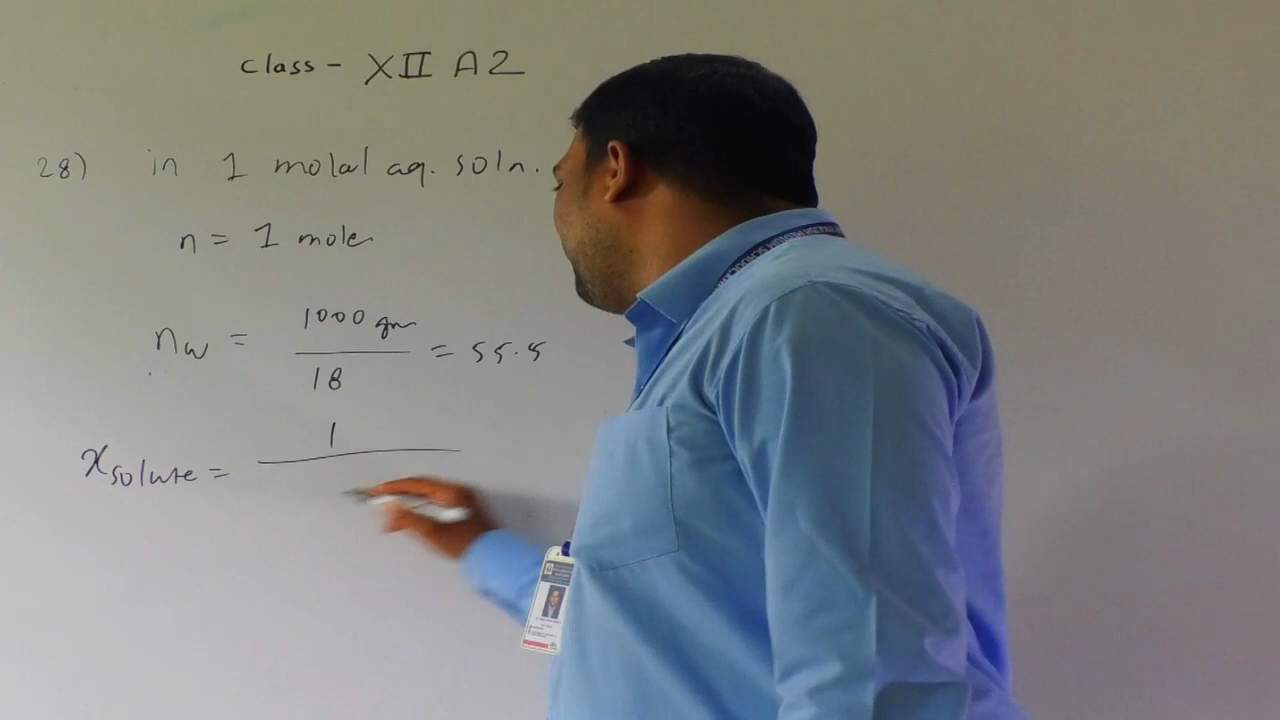 class - XII A2
28) in 1 molal aq. soln.
n = 1 mole
nw = 1000 gm / 18 = 55.5
xsolute = 1